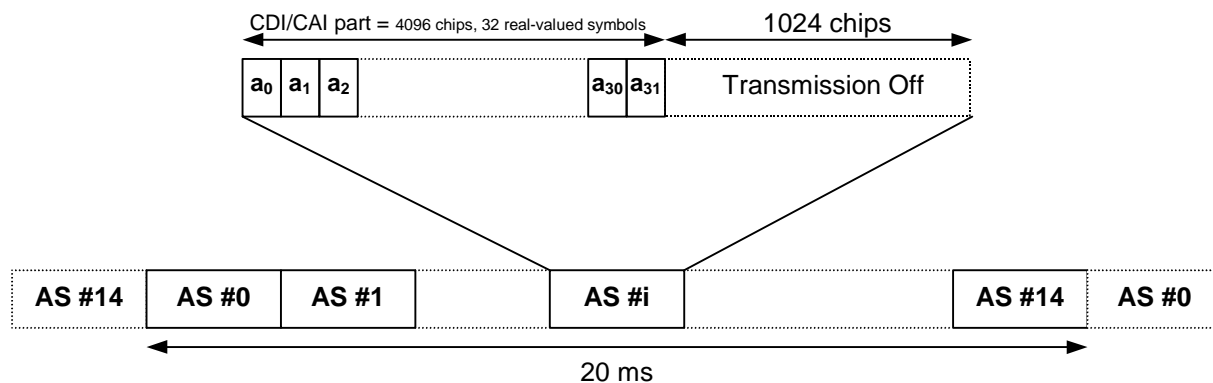 CDI/CAI part = 4096 chips, 32 real-valued symbols
1024 chips
a₀ a₁ a₂ a₃₀ a₃₁ Transmission Off
AS #14 AS #0 AS #1 AS #i AS #14 AS #0
20 ms